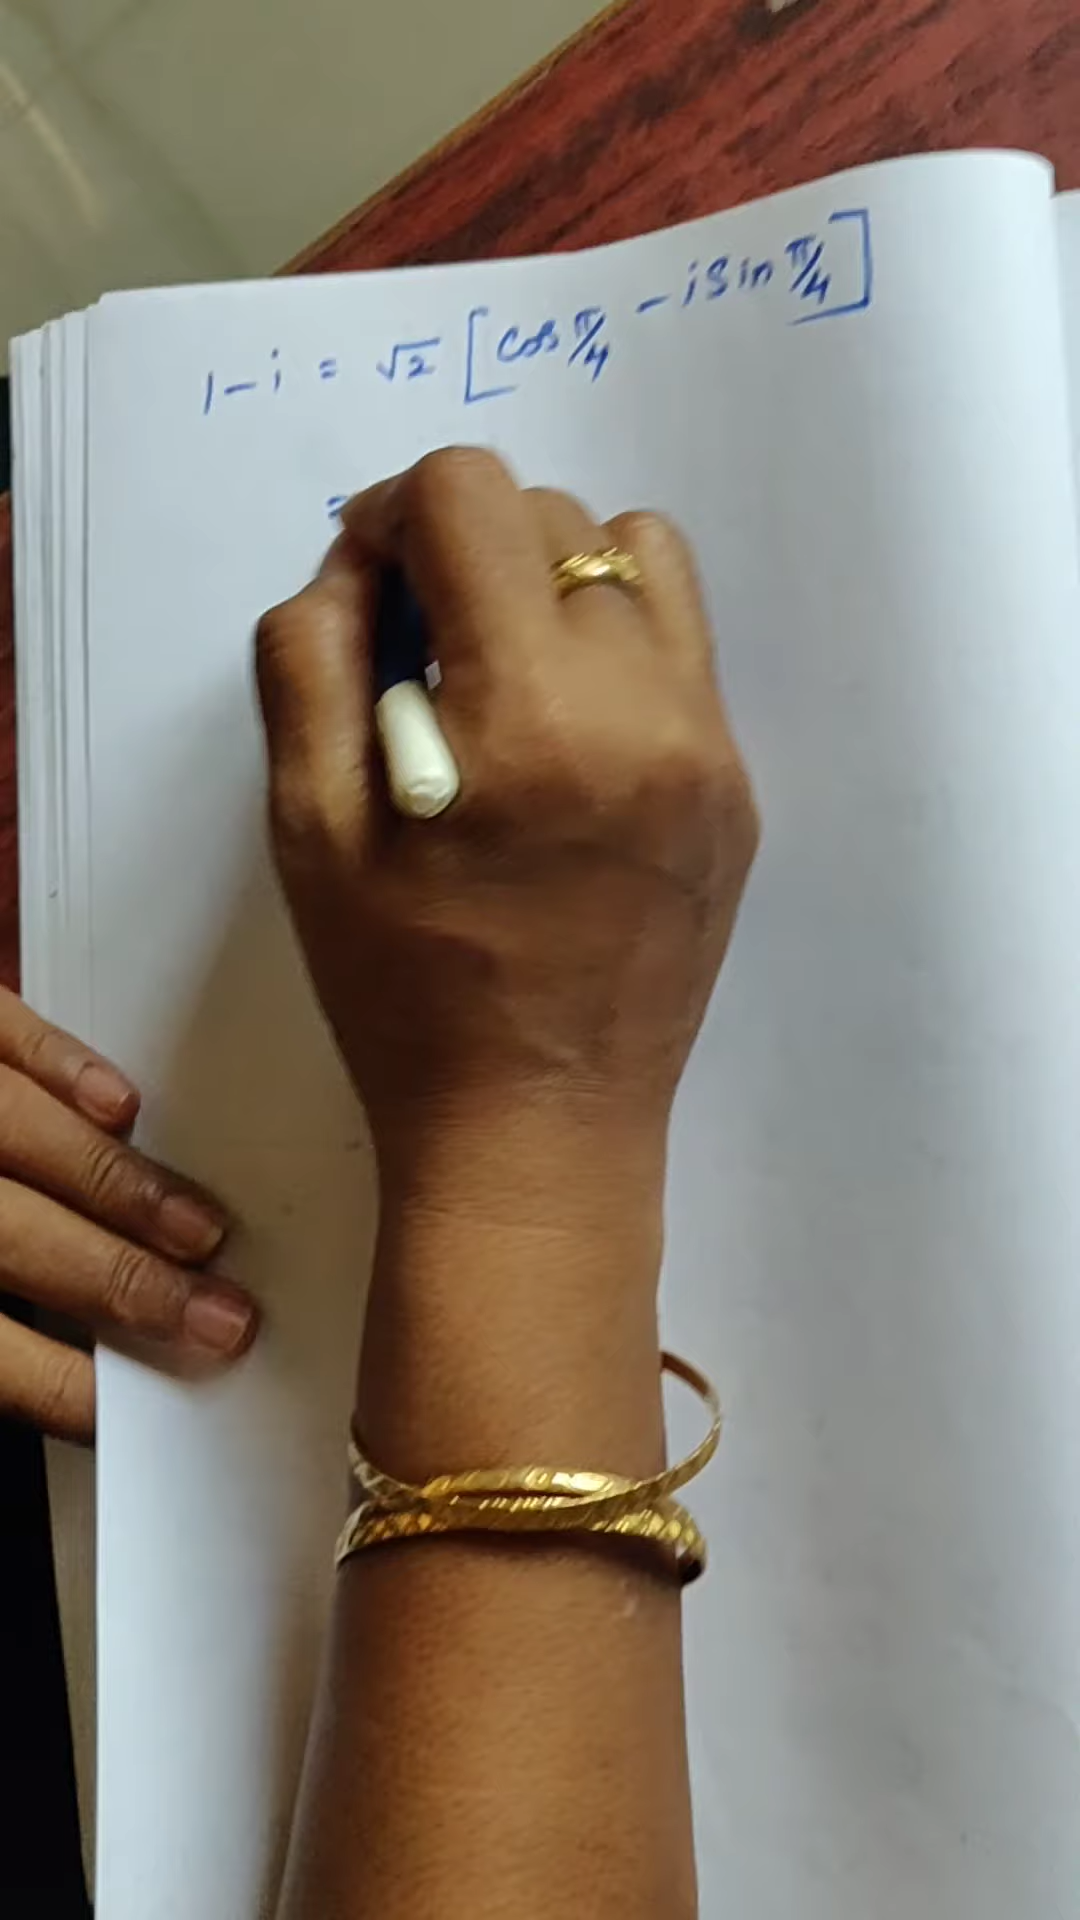 1-i = √2 [cos π/4 - i sin π/4]
=